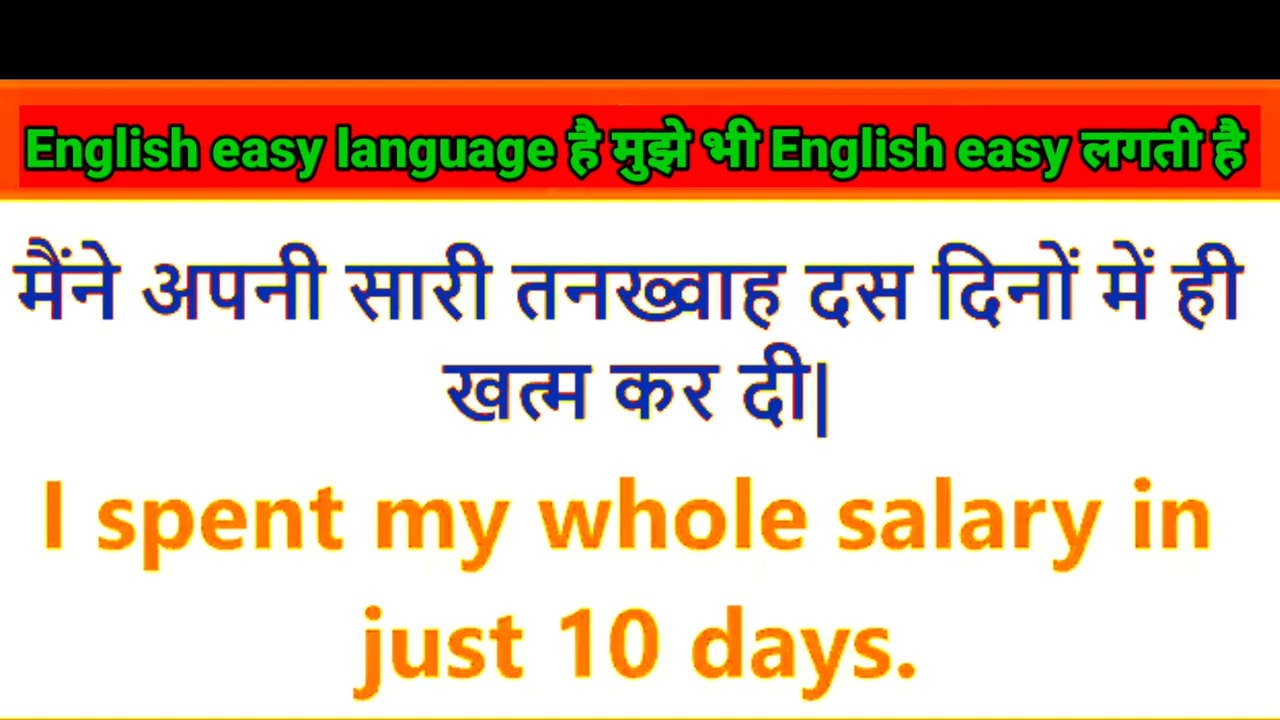 English easy language है मुझे भी English easy लगती है
मैंने अपनी सारी तनख्वाह दस दिनों में ही
खत्म कर दी|
I spent my whole salary in
just 10 days.